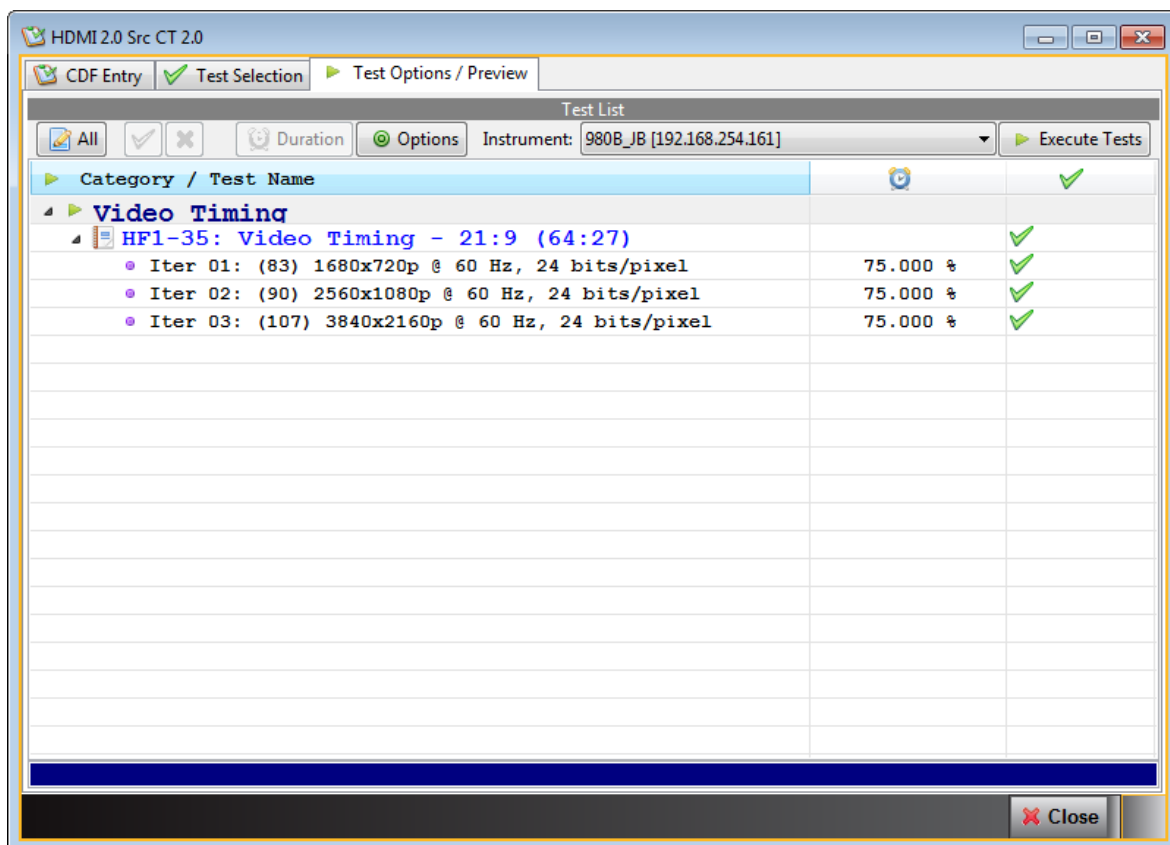 HDMI 2.0 Src CT 2.0
CDF Entry Test Selection Test Options / Preview
Test List
All Duration Options Instrument: 980B_JB [192.168.254.161] Execute Tests
Category / Test Name
Video Timing
HF1-35: Video Timing - 21:9 (64:27)
Iter 01: (83) 1680x720p @ 60 Hz, 24 bits/pixel 75.000 %
Iter 02: (90) 2560x1080p @ 60 Hz, 24 bits/pixel 75.000 %
Iter 03: (107) 3840x2160p @ 60 Hz, 24 bits/pixel 75.000 %
Close